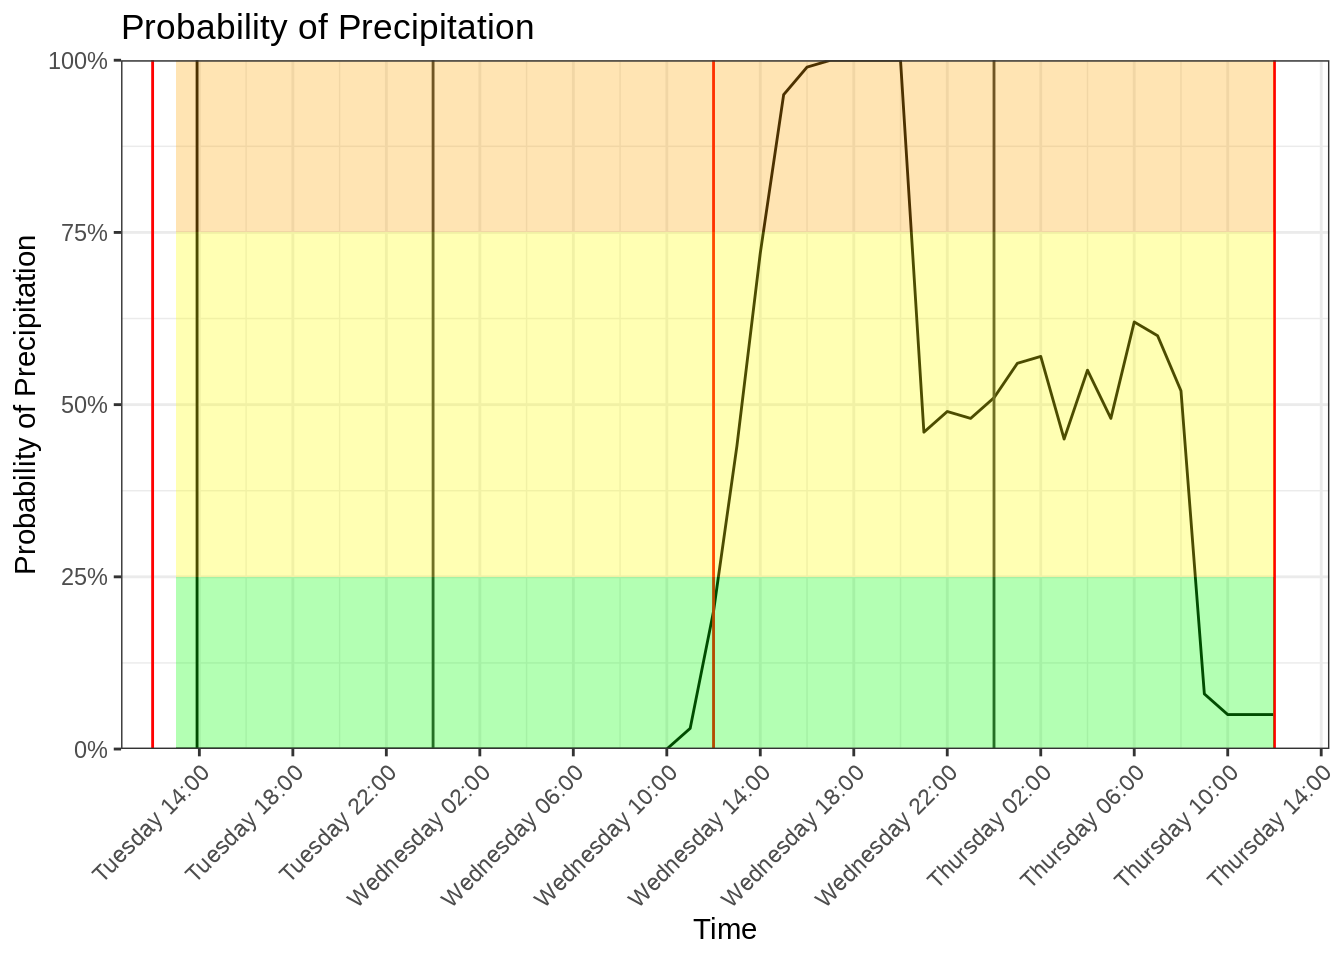 Probability of Precipitation
100%
75%
50%
25%
0%
Probability of Precipitation
Tuesday 14:00
Tuesday 18:00
Tuesday 22:00
Wednesday 02:00
Wednesday 06:00
Wednesday 10:00
Wednesday 14:00
Wednesday 18:00
Wednesday 22:00
Thursday 02:00
Thursday 06:00
Thursday 10:00
Thursday 14:00
Time